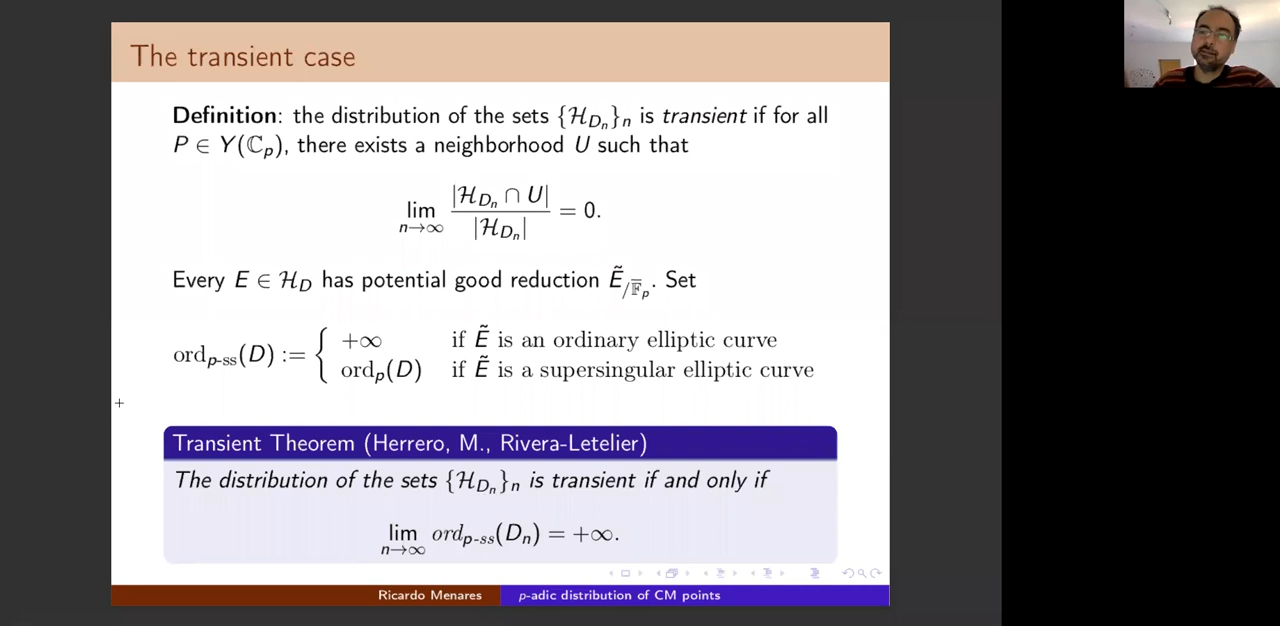 The transient case
Definition: the distribution of the sets {ℋ_{D_n}}_n is transient if for all
P ∈ Y(ℂ_p), there exists a neighborhood U such that
lim_{n→∞} |ℋ_{D_n} ∩ U| / |ℋ_{D_n}| = 0.
Every E ∈ ℋ_D has potential good reduction Ẽ_{/𝔽̅_p}. Set
ord_{p-ss}(D) := { +∞ if Ẽ is an ordinary elliptic curve
ord_p(D) if Ẽ is a supersingular elliptic curve
Transient Theorem (Herrero, M., Rivera-Letelier)
The distribution of the sets {ℋ_{D_n}}_n is transient if and only if
lim_{n→∞} ord_{p-ss}(D_n) = +∞.
Ricardo Menares p-adic distribution of CM points